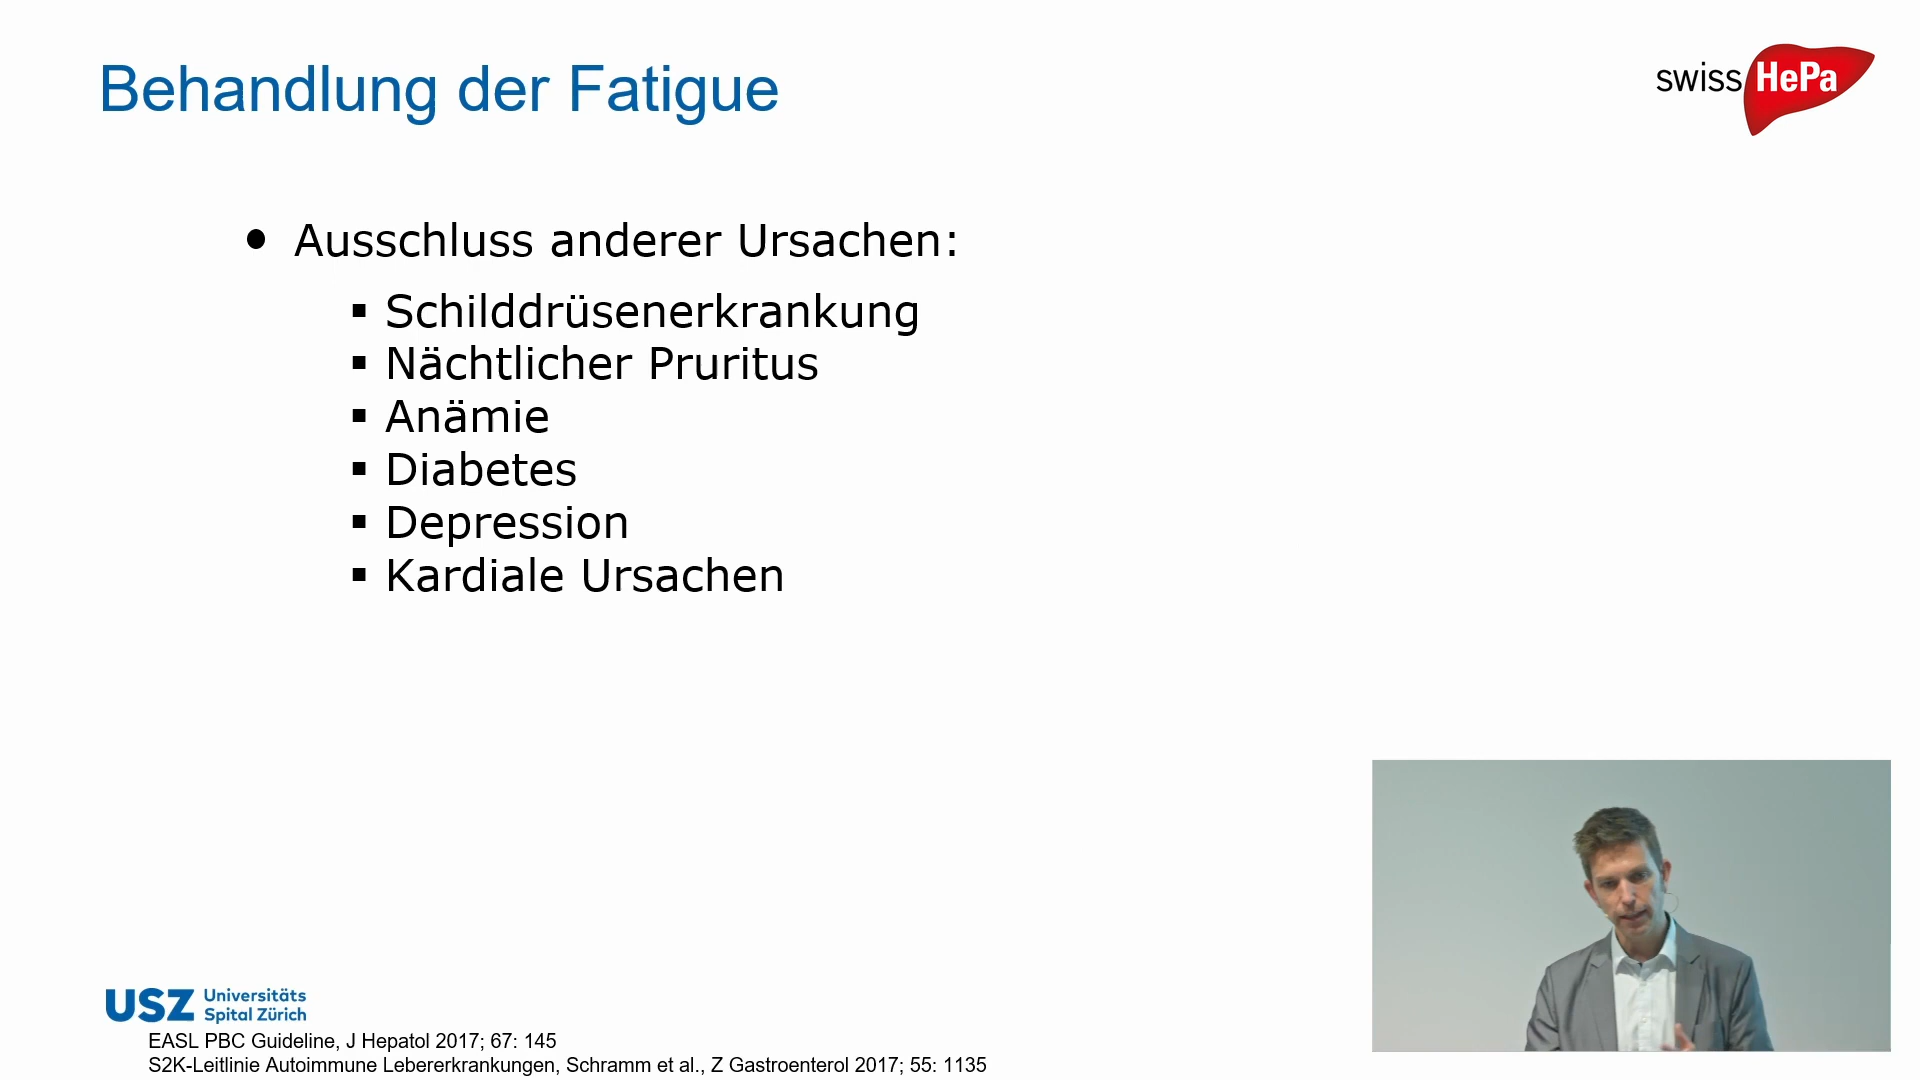 Behandlung der Fatigue
swiss HePa
• Ausschluss anderer Ursachen:
▪ Schilddrüsenerkrankung
▪ Nächtlicher Pruritus
▪ Anämie
▪ Diabetes
▪ Depression
▪ Kardiale Ursachen
USZ Universitäts
Spital Zürich
EASL PBC Guideline, J Hepatol 2017; 67: 145
S2K-Leitlinie Autoimmune Lebererkrankungen, Schramm et al., Z Gastroenterol 2017; 55: 1135